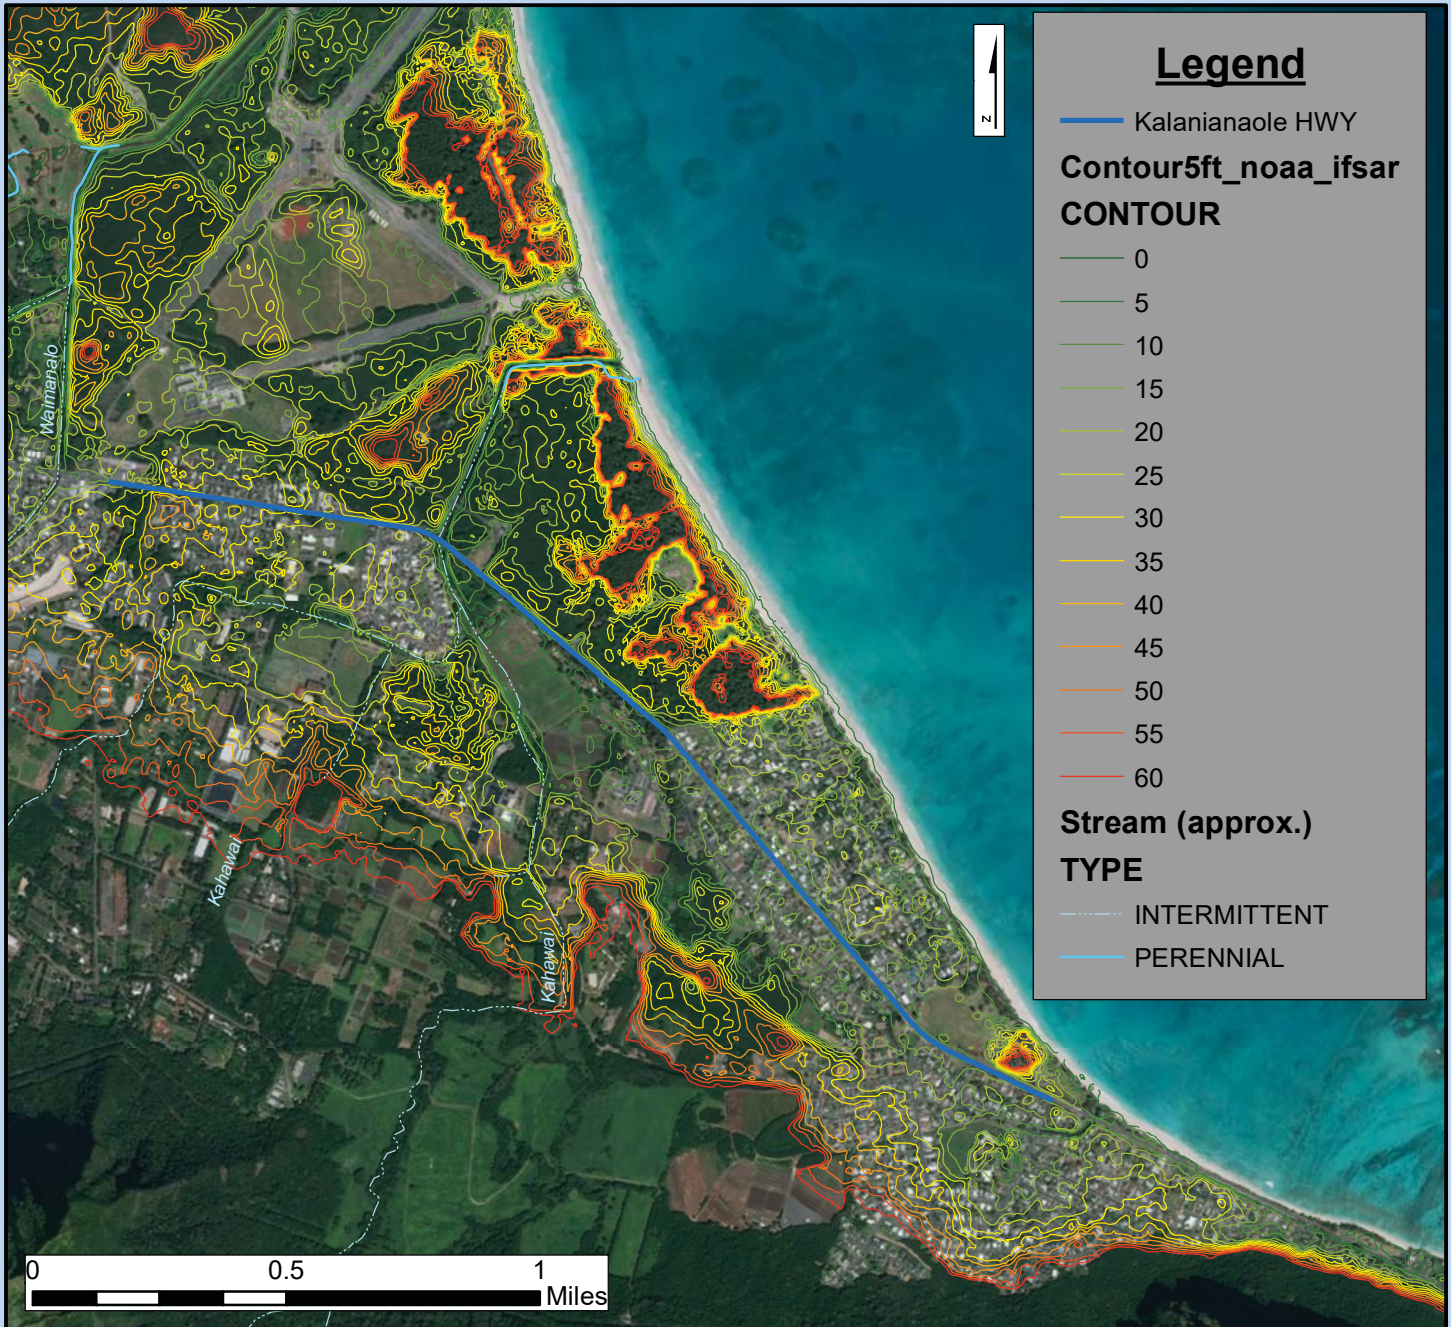 N
Legend
Kalanianaole HWY
Contour5ft_noaa_ifsar
CONTOUR
0
5
10
15
20
25
30
35
40
45
50
55
60
Stream (approx.)
TYPE
INTERMITTENT
PERENNIAL
Waimanalo
Kahawai
Kahawai
0 0.5 1
Miles